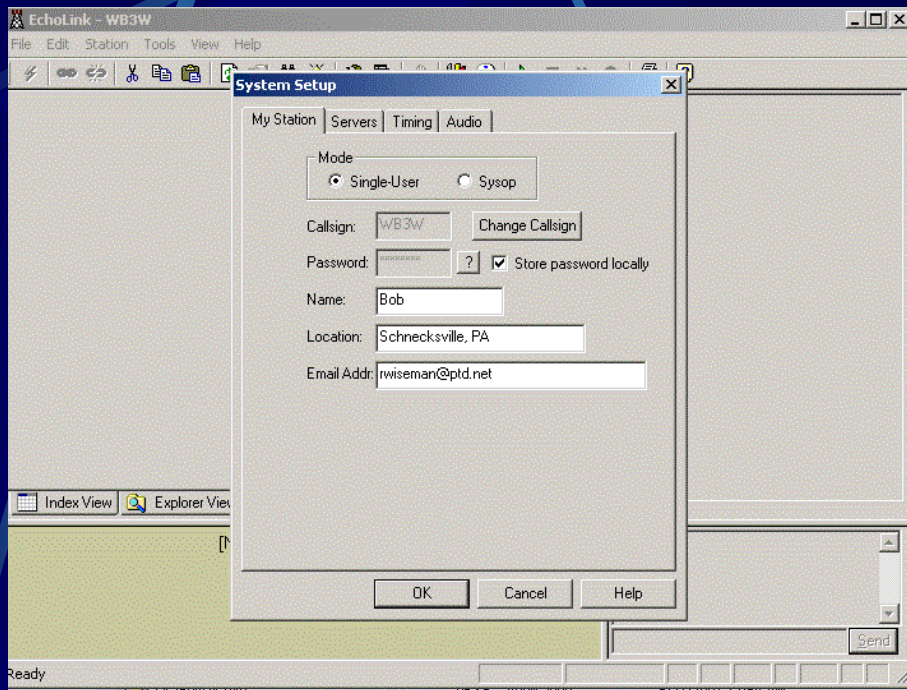 EchoLink - WB3W
File Edit Station Tools View Help
System Setup
My Station Servers Timing Audio
Mode
Single-User Sysop
Callsign: WB3W Change Callsign
Password: ******** ? Store password locally
Name: Bob
Location: Schnecksville, PA
Email Addr: rwiseman@ptd.net
Index View Explorer View
[N
OK Cancel Help
Send
Ready